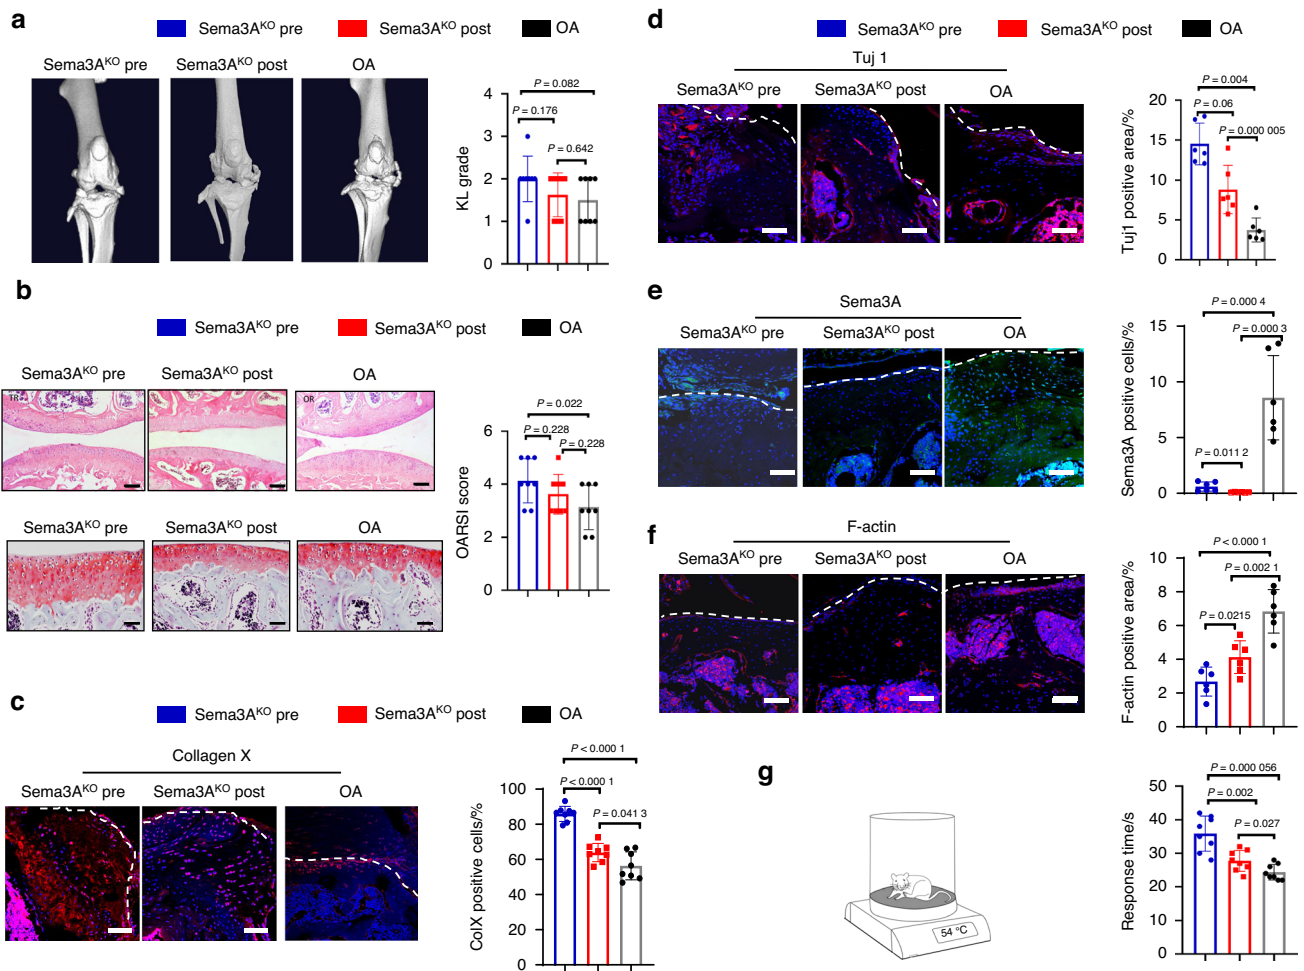 a
Sema3AKO pre
Sema3AKO post
OA
Sema3AKO pre
Sema3AKO post
OA
KL grade
4
3
2
1
0
P = 0.082
P = 0.176
P = 0.642
b
Sema3AKO pre
Sema3AKO post
OA
Sema3AKO pre
Sema3AKO post
OA
TR
OR
Sema3AKO pre
Sema3AKO post
OA
OARSI score
6
4
2
0
P = 0.022
P = 0.228
P = 0.228
c
Sema3AKO pre
Sema3AKO post
OA
Collagen X
Sema3AKO pre
Sema3AKO post
OA
ColX positive cells/%
100
80
60
40
20
0
P < 0.000 1
P < 0.000 1
P = 0.041 3
d
Sema3AKO pre
Sema3AKO post
OA
Tuj 1
Sema3AKO pre
Sema3AKO post
OA
Tuj1 positive area/%
20
15
10
5
0
P = 0.004
P = 0.06
P = 0.000 005
e
Sema3A
Sema3AKO pre
Sema3AKO post
OA
Sema3A positive cells/%
15
10
5
0
P = 0.000 4
P = 0.000 3
P = 0.011 2
f
F-actin
Sema3AKO pre
Sema3AKO post
OA
F-actin positive area/%
10
8
6
4
2
0
P < 0.000 1
P = 0.002 1
P = 0.0215
g
54 °C
Response time/s
50
40
30
20
10
0
P = 0.000 056
P = 0.002
P = 0.027